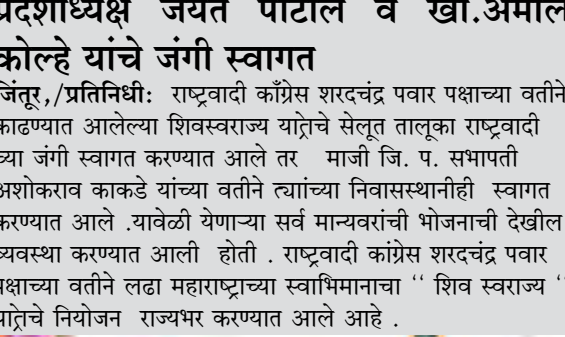 प्रदेशाध्यक्ष जयंत पाटील व खा.अमोल
कोल्हे यांचे जंगी स्वागत
जिंतूर,/प्रतिनिधी: राष्ट्रवादी काँग्रेस शरदचंद्र पवार पक्षाच्या वतीने
काढण्यात आलेल्या शिवस्वराज्य यात्रेचे सेलूत तालूका राष्ट्रवादी
च्या जंगी स्वागत करण्यात आले तर माजी जि. प. सभापती
अशोकराव काकडे यांच्या वतीने त्याांच्या निवासस्थानीही स्वागत
करण्यात आले .यावेळी येणाऱ्या सर्व मान्यवरांची भोजनाची देखील
व्यवस्था करण्यात आली होती . राष्ट्रवादी कांग्रेस शरदचंद्र पवार
पक्षाच्या वतीने लढा महाराष्ट्राच्या स्वाभिमानाचा ‘‘ शिव स्वराज्य ‘‘
यात्रेचे नियोजन राज्यभर करण्यात आले आहे .